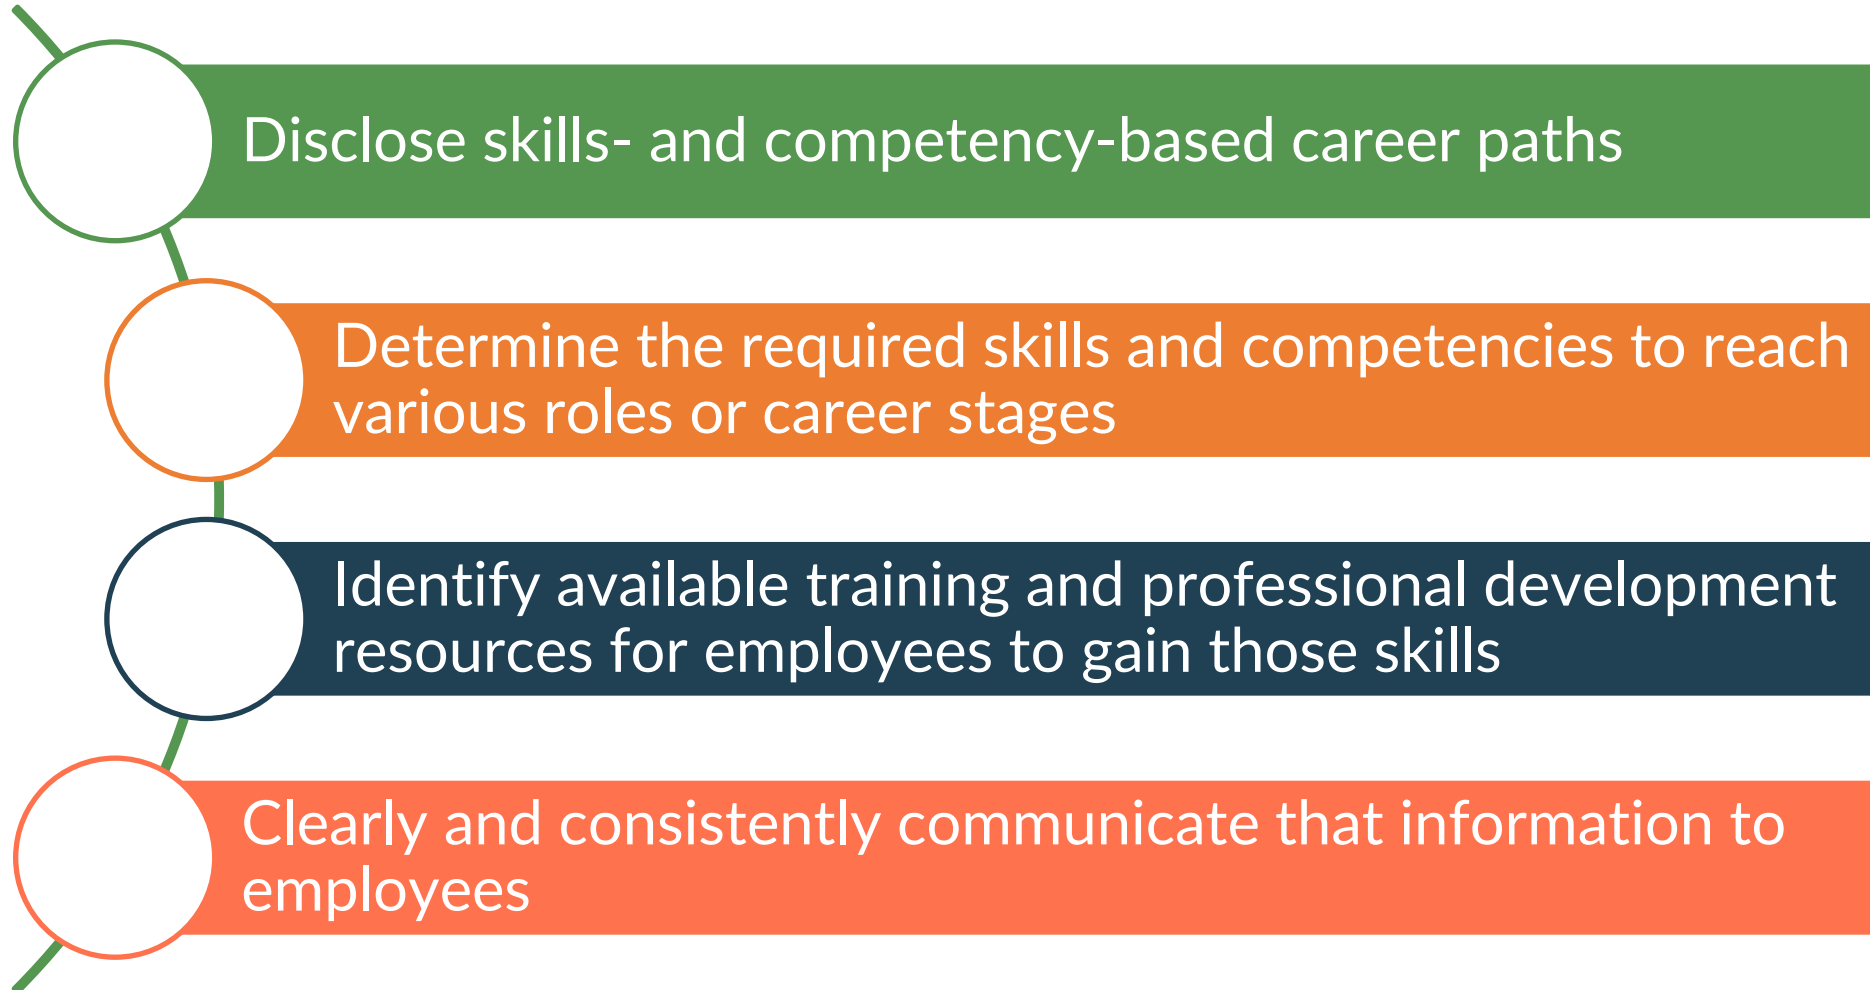 Disclose skills- and competency-based career paths
Determine the required skills and competencies to reach
various roles or career stages
Identify available training and professional development
resources for employees to gain those skills
Clearly and consistently communicate that information to
employees